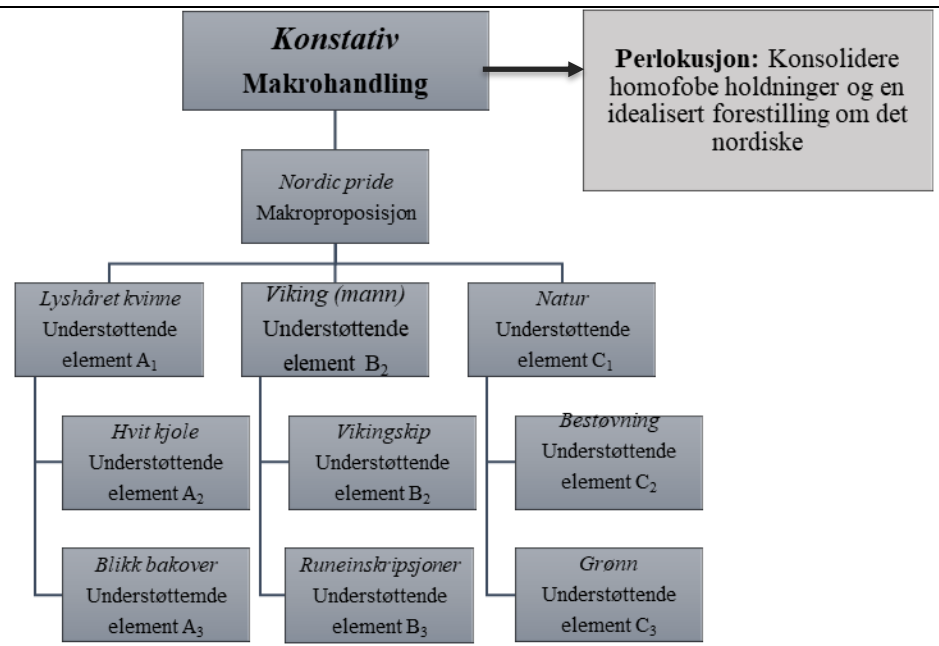 Konstativ
Makrohandling
Perlokusjon: Konsolidere
homofobe holdninger og en
idealisert forestilling om det
nordiske
Nordic pride
Makroproposisjon
Lyshåret kvinne
Understøttende
element A₁
Viking (mann)
Understøttende
element B₂
Natur
Understøttende
element C₁
Hvit kjole
Understøttende
element A₂
Vikingskip
Understøttende
element B₂
Bestøvning
Understøttende
element C₂
Blikk bakover
Understøttemde
element A₃
Runeinskripsjoner
Understøttende
element B₃
Grønn
Understøttende
element C₃